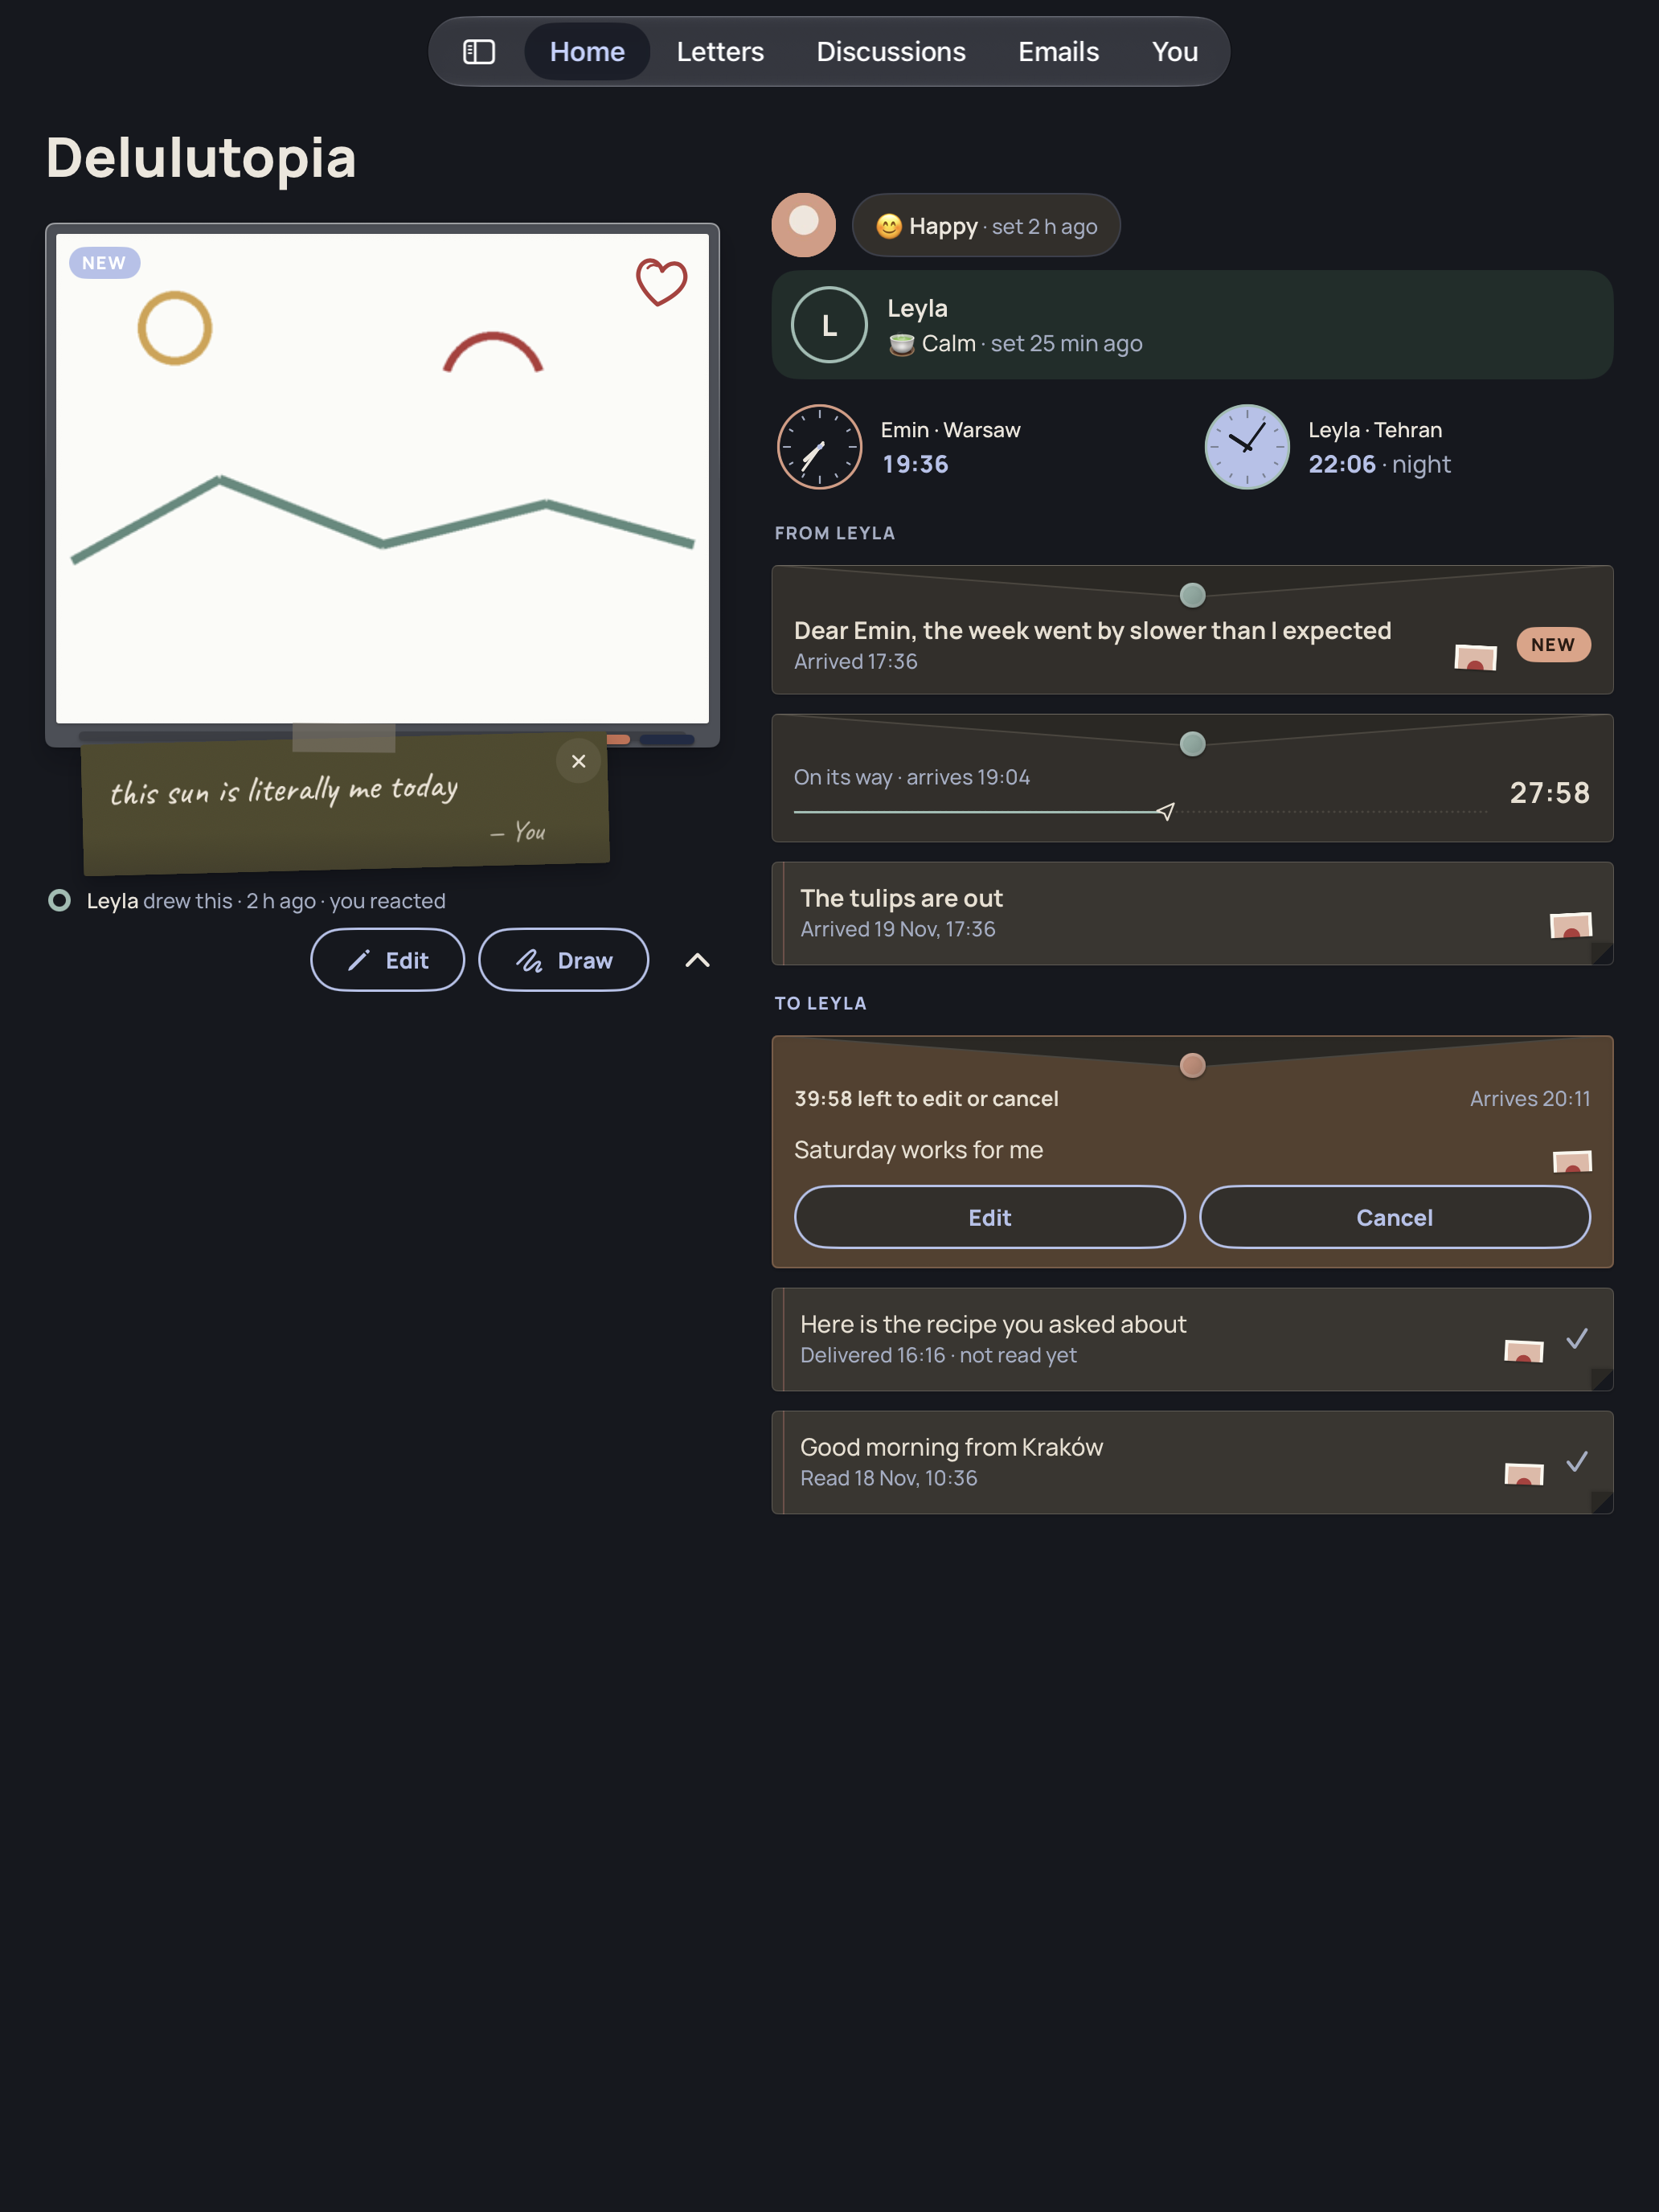 Home
Letters
Discussions
Emails
You
Delulutopia
NEW
this sun is literally me today
– You
Leyla drew this · 2 h ago · you reacted
Edit
Draw
😊 Happy · set 2 h ago
L
Leyla
🍵 Calm · set 25 min ago
Emin · Warsaw
19:36
Leyla · Tehran
22:06 · night
FROM LEYLA
Dear Emin, the week went by slower than I expected
Arrived 17:36
NEW
On its way · arrives 19:04
27:58
The tulips are out
Arrived 19 Nov, 17:36
TO LEYLA
39:58 left to edit or cancel
Arrives 20:11
Saturday works for me
Edit
Cancel
Here is the recipe you asked about
Delivered 16:16 · not read yet
Good morning from Kraków
Read 18 Nov, 10:36